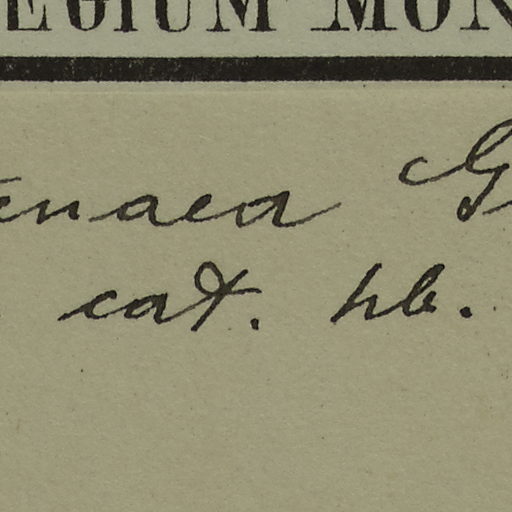 EGIUM MON
enaea G
cat. hb.